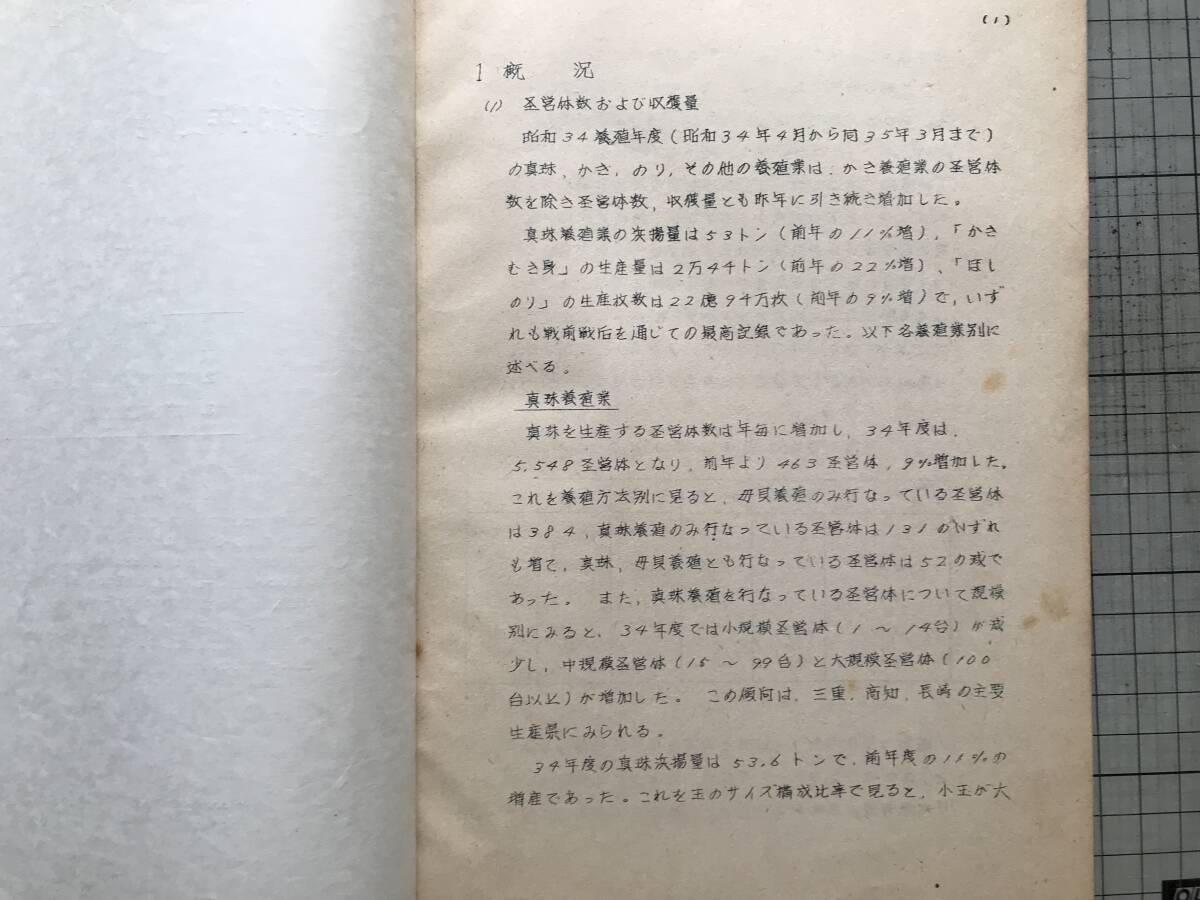 (1)
1 概 況
(1) 圣営体数および収獲量
昭和34養殖年度(昭和34年4月から同35年3月まで)
の真珠,かき,のり,その他の養殖業は,かき養殖業の圣営体
数を除き圣営体数,収獲量とも昨年に引き続き増加した。
真珠養殖業の浜揚量は53トン(前年の11%増),「かき
むき身」の生産量は2万44トン(前年の22%増)、「ほし
のり」の生産枚数は22億94万枚(前年の9%増)で,いず
れも戦前戦后を通じての最高記録であった。以下各養殖業別に
述べる。
真珠養殖業
真珠を生産する圣営体数は年毎に増加し,34年度は,
5,548圣営体となり,前年より463圣営体,9%増加した。
これを養殖方法別に見ると,母貝養殖のみ行なっている圣営体
は384,真珠養殖のみ行なっている圣営体は131のいずれ
も増で,真珠,母貝養殖とも行なっている圣営体は52の減で
あった。 また,真珠養殖を行なっている圣営体について規模
別にみると,34年度では小規模圣営体(1〜14台)が減
少し,中規模圣営体(15〜99台)と大規模圣営体(100
台以上)が増加した。 この傾向は,三重,高知,長崎の主要
生産県にみられる。
34年度の真珠浜揚量は53.6トンで,前年度の11%の
増産であった。これを玉のサイズ構成比率で見ると,小玉が大